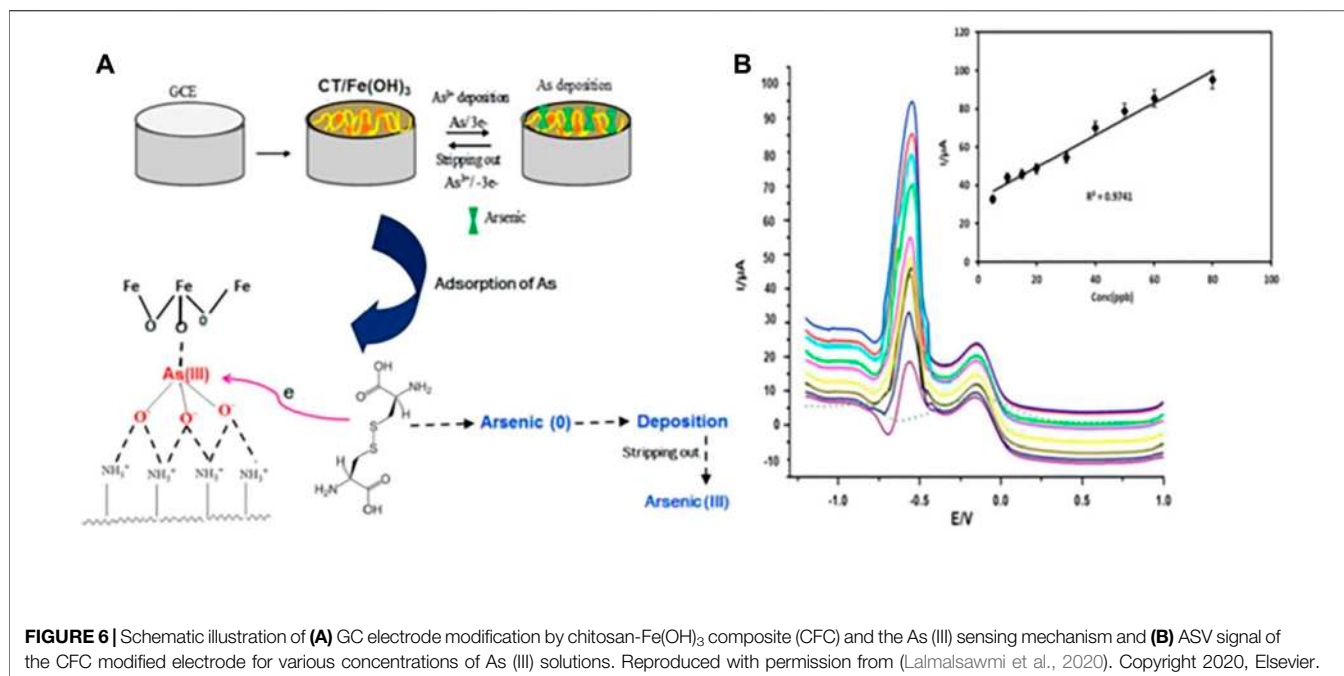 A
GCE
CT/Fe(OH)₃
As³⁺ deposition
As/3e-
Stripping out
As³⁺/-3e-
As deposition
Arsenic
Adsorption of As
Fe Fe Fe
O O O
As(III)
e
O⁻ O⁻ O⁻
NH₃⁺ NH₃⁺ NH₃⁺
OH
O
NH₂
H
S
S
H
H₂N
O
OH
Arsenic (0)
Deposition
Stripping out
Arsenic (III)
B
I/µA
100
90
80
70
60
50
40
30
20
10
0
-10
-1.0 -0.5 0.0 0.5 1.0
E/V
I/µA
120
100
80
60
40
20
0
R² = 0.9741
0 20 40 60 80 100
Conc(ppb)
FIGURE 6 | Schematic illustration of (A) GC electrode modification by chitosan-Fe(OH)₃ composite (CFC) and the As (III) sensing mechanism and (B) ASV signal of
the CFC modified electrode for various concentrations of As (III) solutions. Reproduced with permission from (Lalmalsawmi et al., 2020). Copyright 2020, Elsevier.